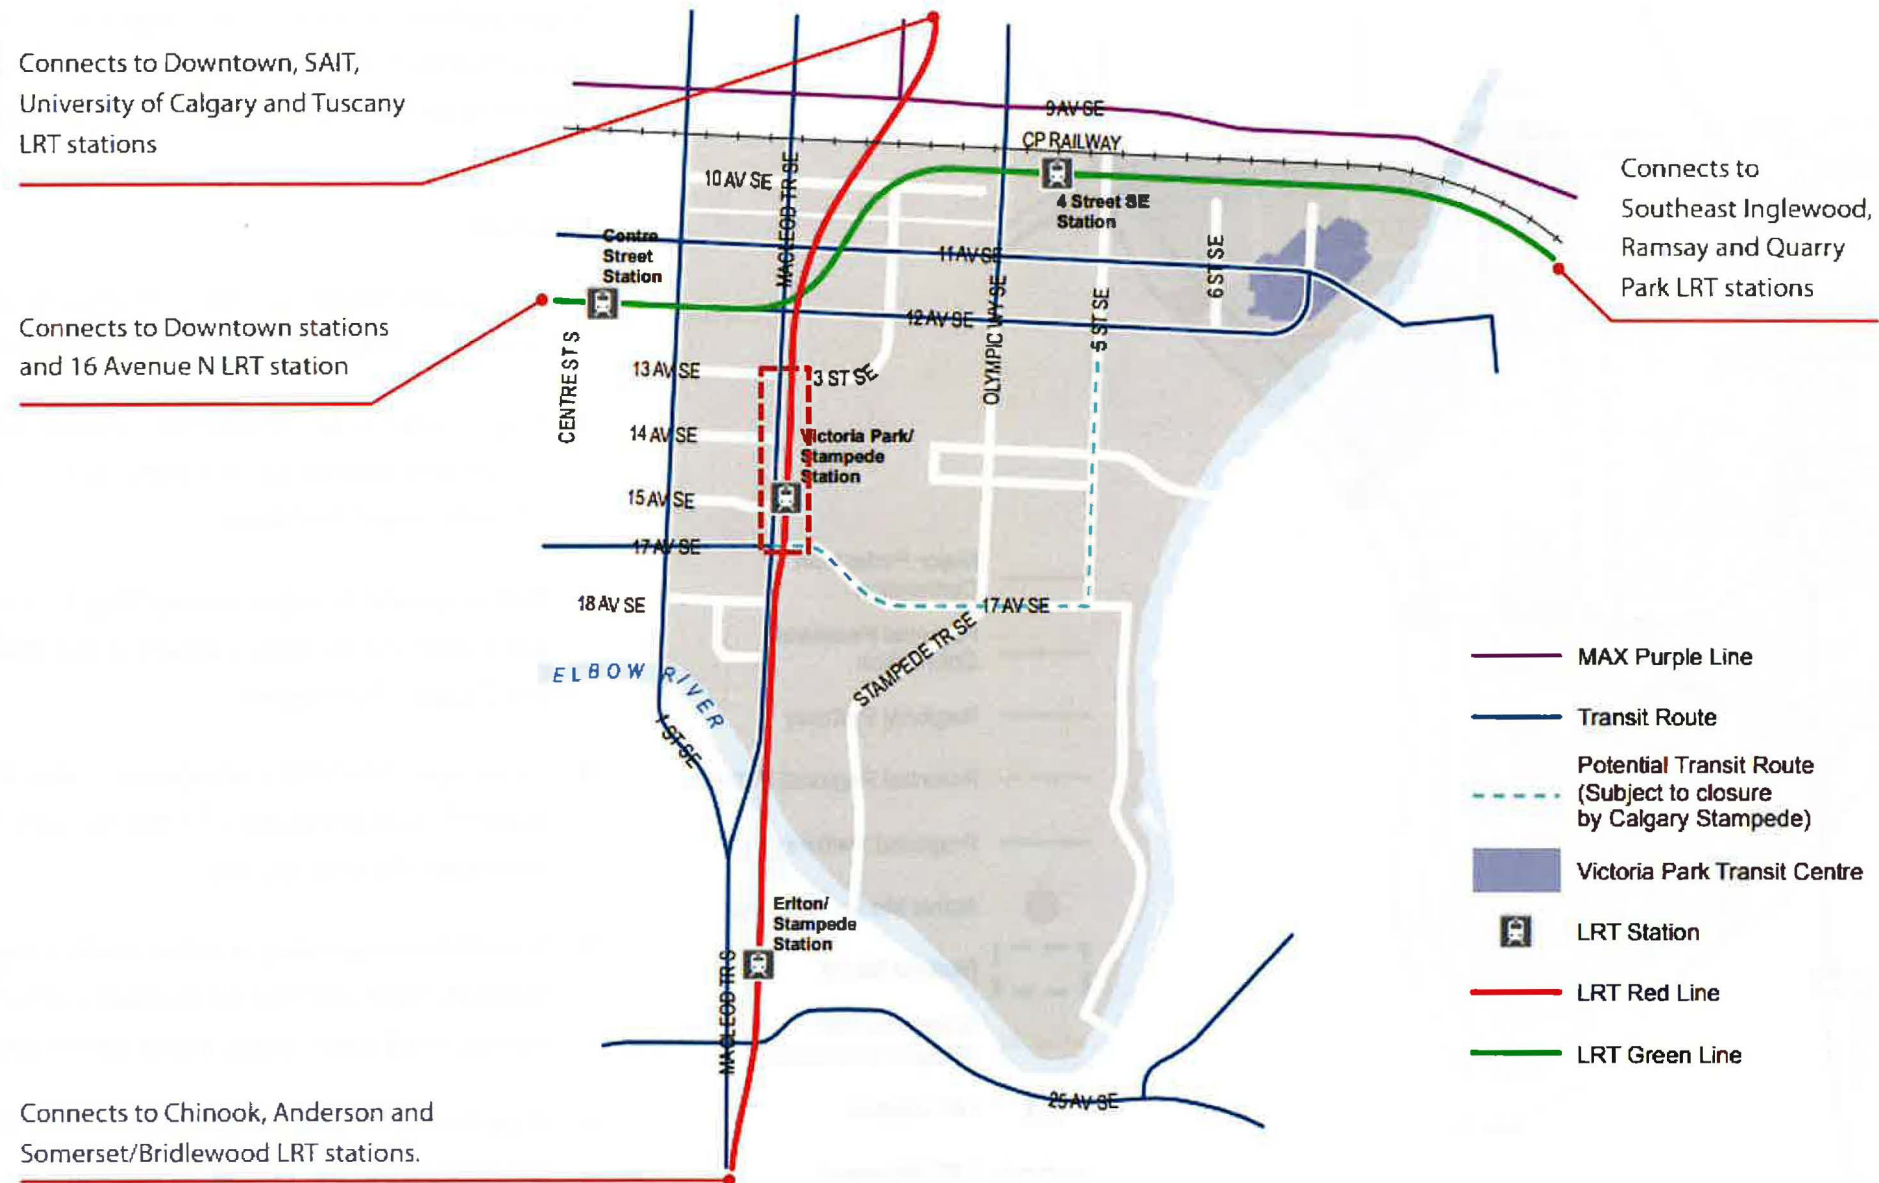 Connects to Downtown, SAIT,
University of Calgary and Tuscany
LRT stations
Connects to Downtown stations
and 16 Avenue N LRT station
Connects to Chinook, Anderson and
Somerset/Bridlewood LRT stations.
Connects to
Southeast Inglewood,
Ramsay and Quarry
Park LRT stations
9 AV SE
CP RAILWAY
10 AV SE
MACLEOD TR SE
4 Street SE
Station
Centre
Street
Station
11 AV SE
6 ST SE
12 AV SE
OLYMPIC WY SE
5 ST SE
CENTRE ST S
13 AV SE
3 ST SE
14 AV SE
Victoria Park/
Stampede
Station
15 AV SE
17 AV SE
18 AV SE
17 AV SE
STAMPEDE TR SE
ELBOW RIVER
1 ST SE
Erlton/
Stampede
Station
MACLEOD TR S
25 AV SE
MAX Purple Line
Transit Route
Potential Transit Route
(Subject to closure
by Calgary Stampede)
Victoria Park Transit Centre
LRT Station
LRT Red Line
LRT Green Line